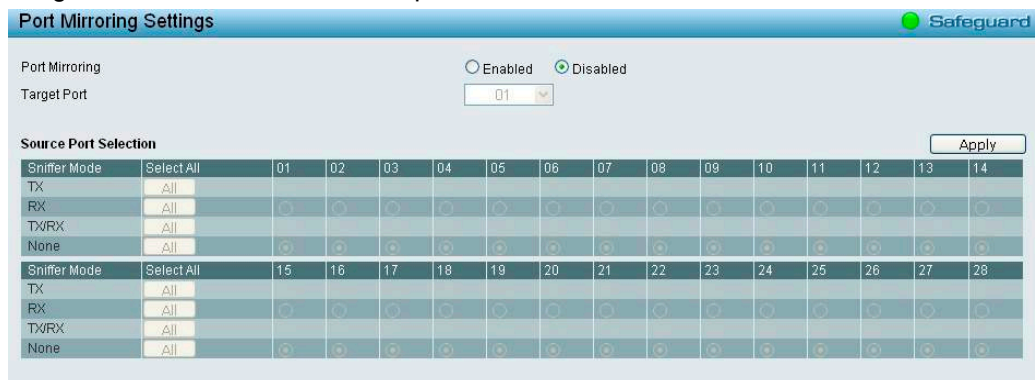 Port Mirroring Settings Safeguard
Port Mirroring Enabled Disabled
Target Port 01
Source Port Selection Apply
Sniffer Mode Select All 01 02 03 04 05 06 07 08 09 10 11 12 13 14
TX All
RX All
TX/RX All
None All
Sniffer Mode Select All 15 16 17 18 19 20 21 22 23 24 25 26 27 28
TX All
RX All
TX/RX All
None All